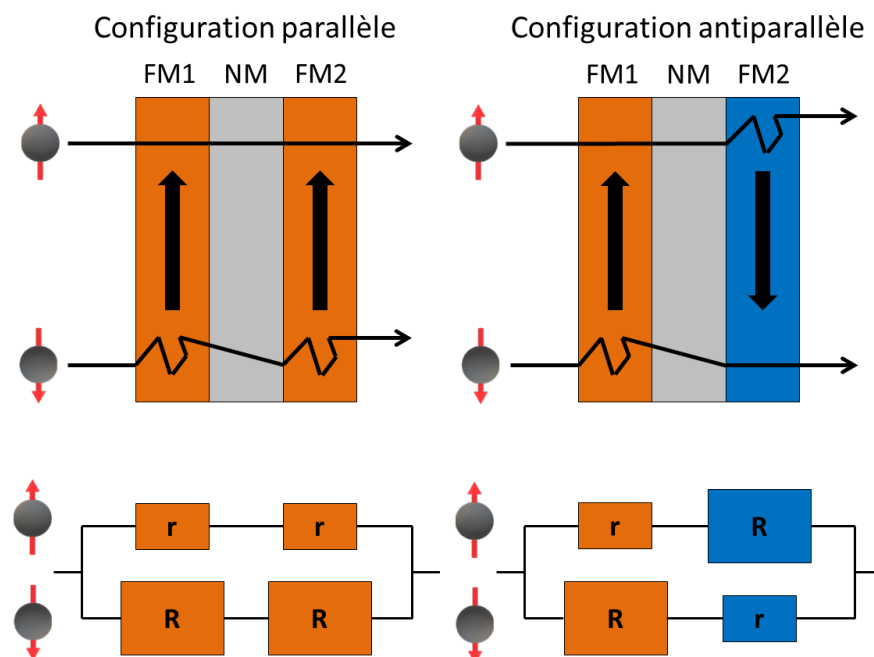 Configuration parallèle
FM1 NM FM2
Configuration antiparallèle
FM1 NM FM2
r r
R R
r R
R r